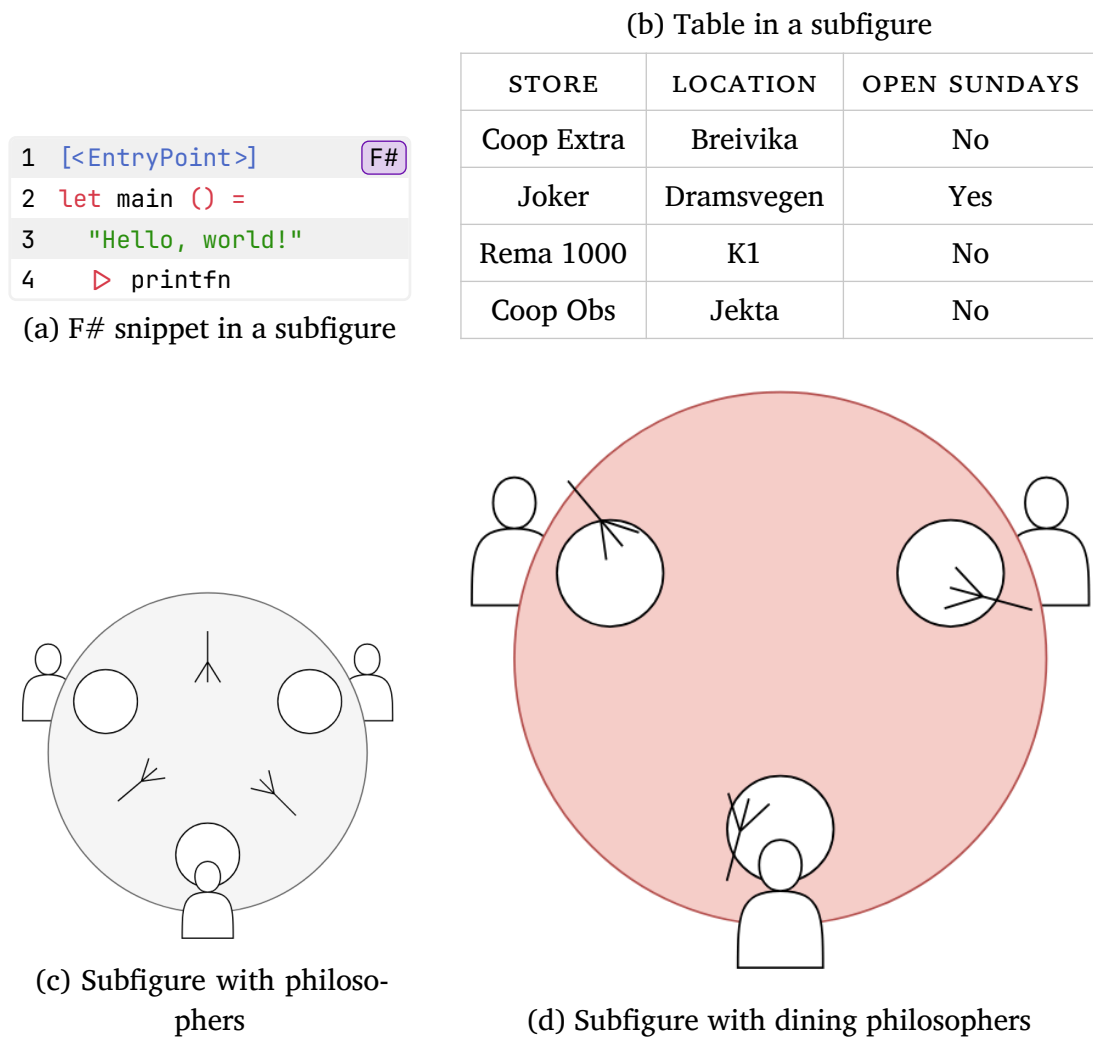 1 [<EntryPoint>] F#
2 let main () =
3 "Hello, world!"
4 |> printfn
(a) F# snippet in a subfigure
(b) Table in a subfigure
STORE LOCATION OPEN SUNDAYS
Coop Extra Breivika No
Joker Dramsvegen Yes
Rema 1000 K1 No
Coop Obs Jekta No
(c) Subfigure with philoso-
phers
(d) Subfigure with dining philosophers